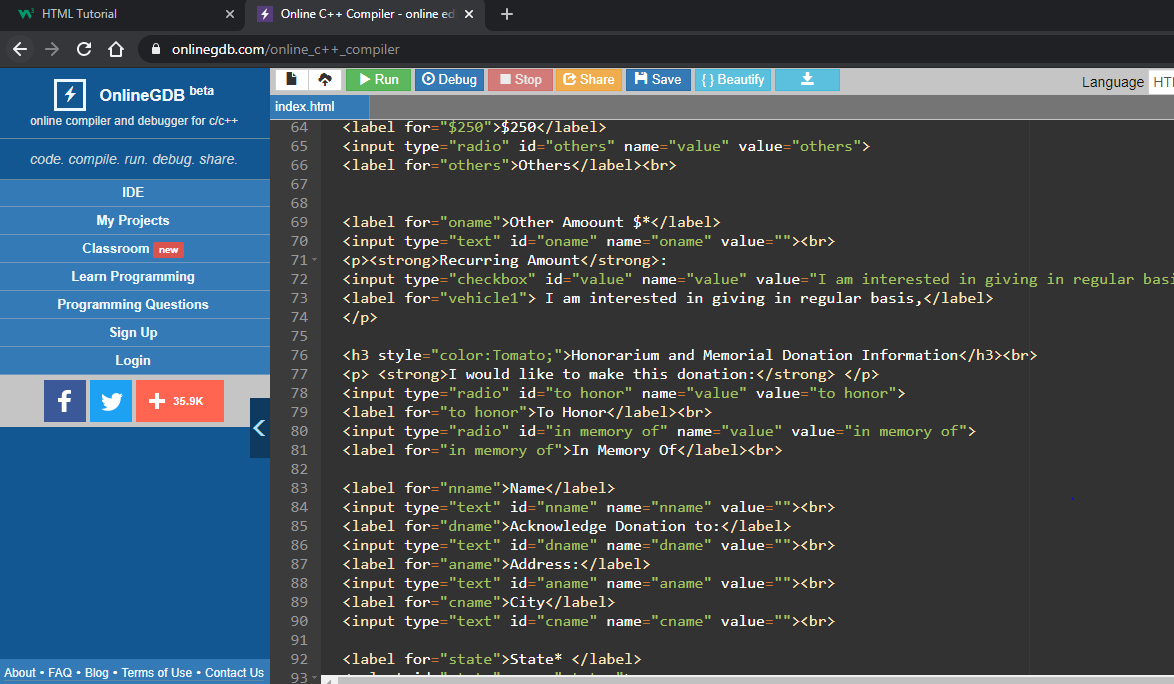 HTML Tutorial
Online C++ Compiler - online ed
onlinegdb.com/online_c++_compiler
OnlineGDB beta
online compiler and debugger for c/c++
code. compile. run. debug. share.
IDE
My Projects
Classroom new
Learn Programming
Programming Questions
Sign Up
Login
35.9K
About • FAQ • Blog • Terms of Use • Contact Us
Run Debug Stop Share Save { } Beautify
Language HTI
index.html
64 <label for="$250">$250</label>
65 <input type="radio" id="others" name="value" value="others">
66 <label for="others">Others</label><br>
67
68
69 <label for="oname">Other Amoount $*</label>
70 <input type="text" id="oname" name="oname" value=""><br>
71 <p><strong>Recurring Amount</strong>:
72 <input type="checkbox" id="value" name="value" value="I am interested in giving in regular basi
73 <label for="vehicle1"> I am interested in giving in regular basis,</label>
74 </p>
75
76 <h3 style="color:Tomato;">Honorarium and Memorial Donation Information</h3><br>
77 <p> <strong>I would like to make this donation:</strong> </p>
78 <input type="radio" id="to honor" name="value" value="to honor">
79 <label for="to honor">To Honor</label><br>
80 <input type="radio" id="in memory of" name="value" value="in memory of">
81 <label for="in memory of">In Memory Of</label><br>
82
83 <label for="nname">Name</label>
84 <input type="text" id="nname" name="nname" value=""><br>
85 <label for="dname">Acknowledge Donation to:</label>
86 <input type="text" id="dname" name="dname" value=""><br>
87 <label for="aname">Address:</label>
88 <input type="text" id="aname" name="aname" value=""><br>
89 <label for="cname">City</label>
90 <input type="text" id="cname" name="cname" value=""><br>
91
92 <label for="state">State* </label>
93